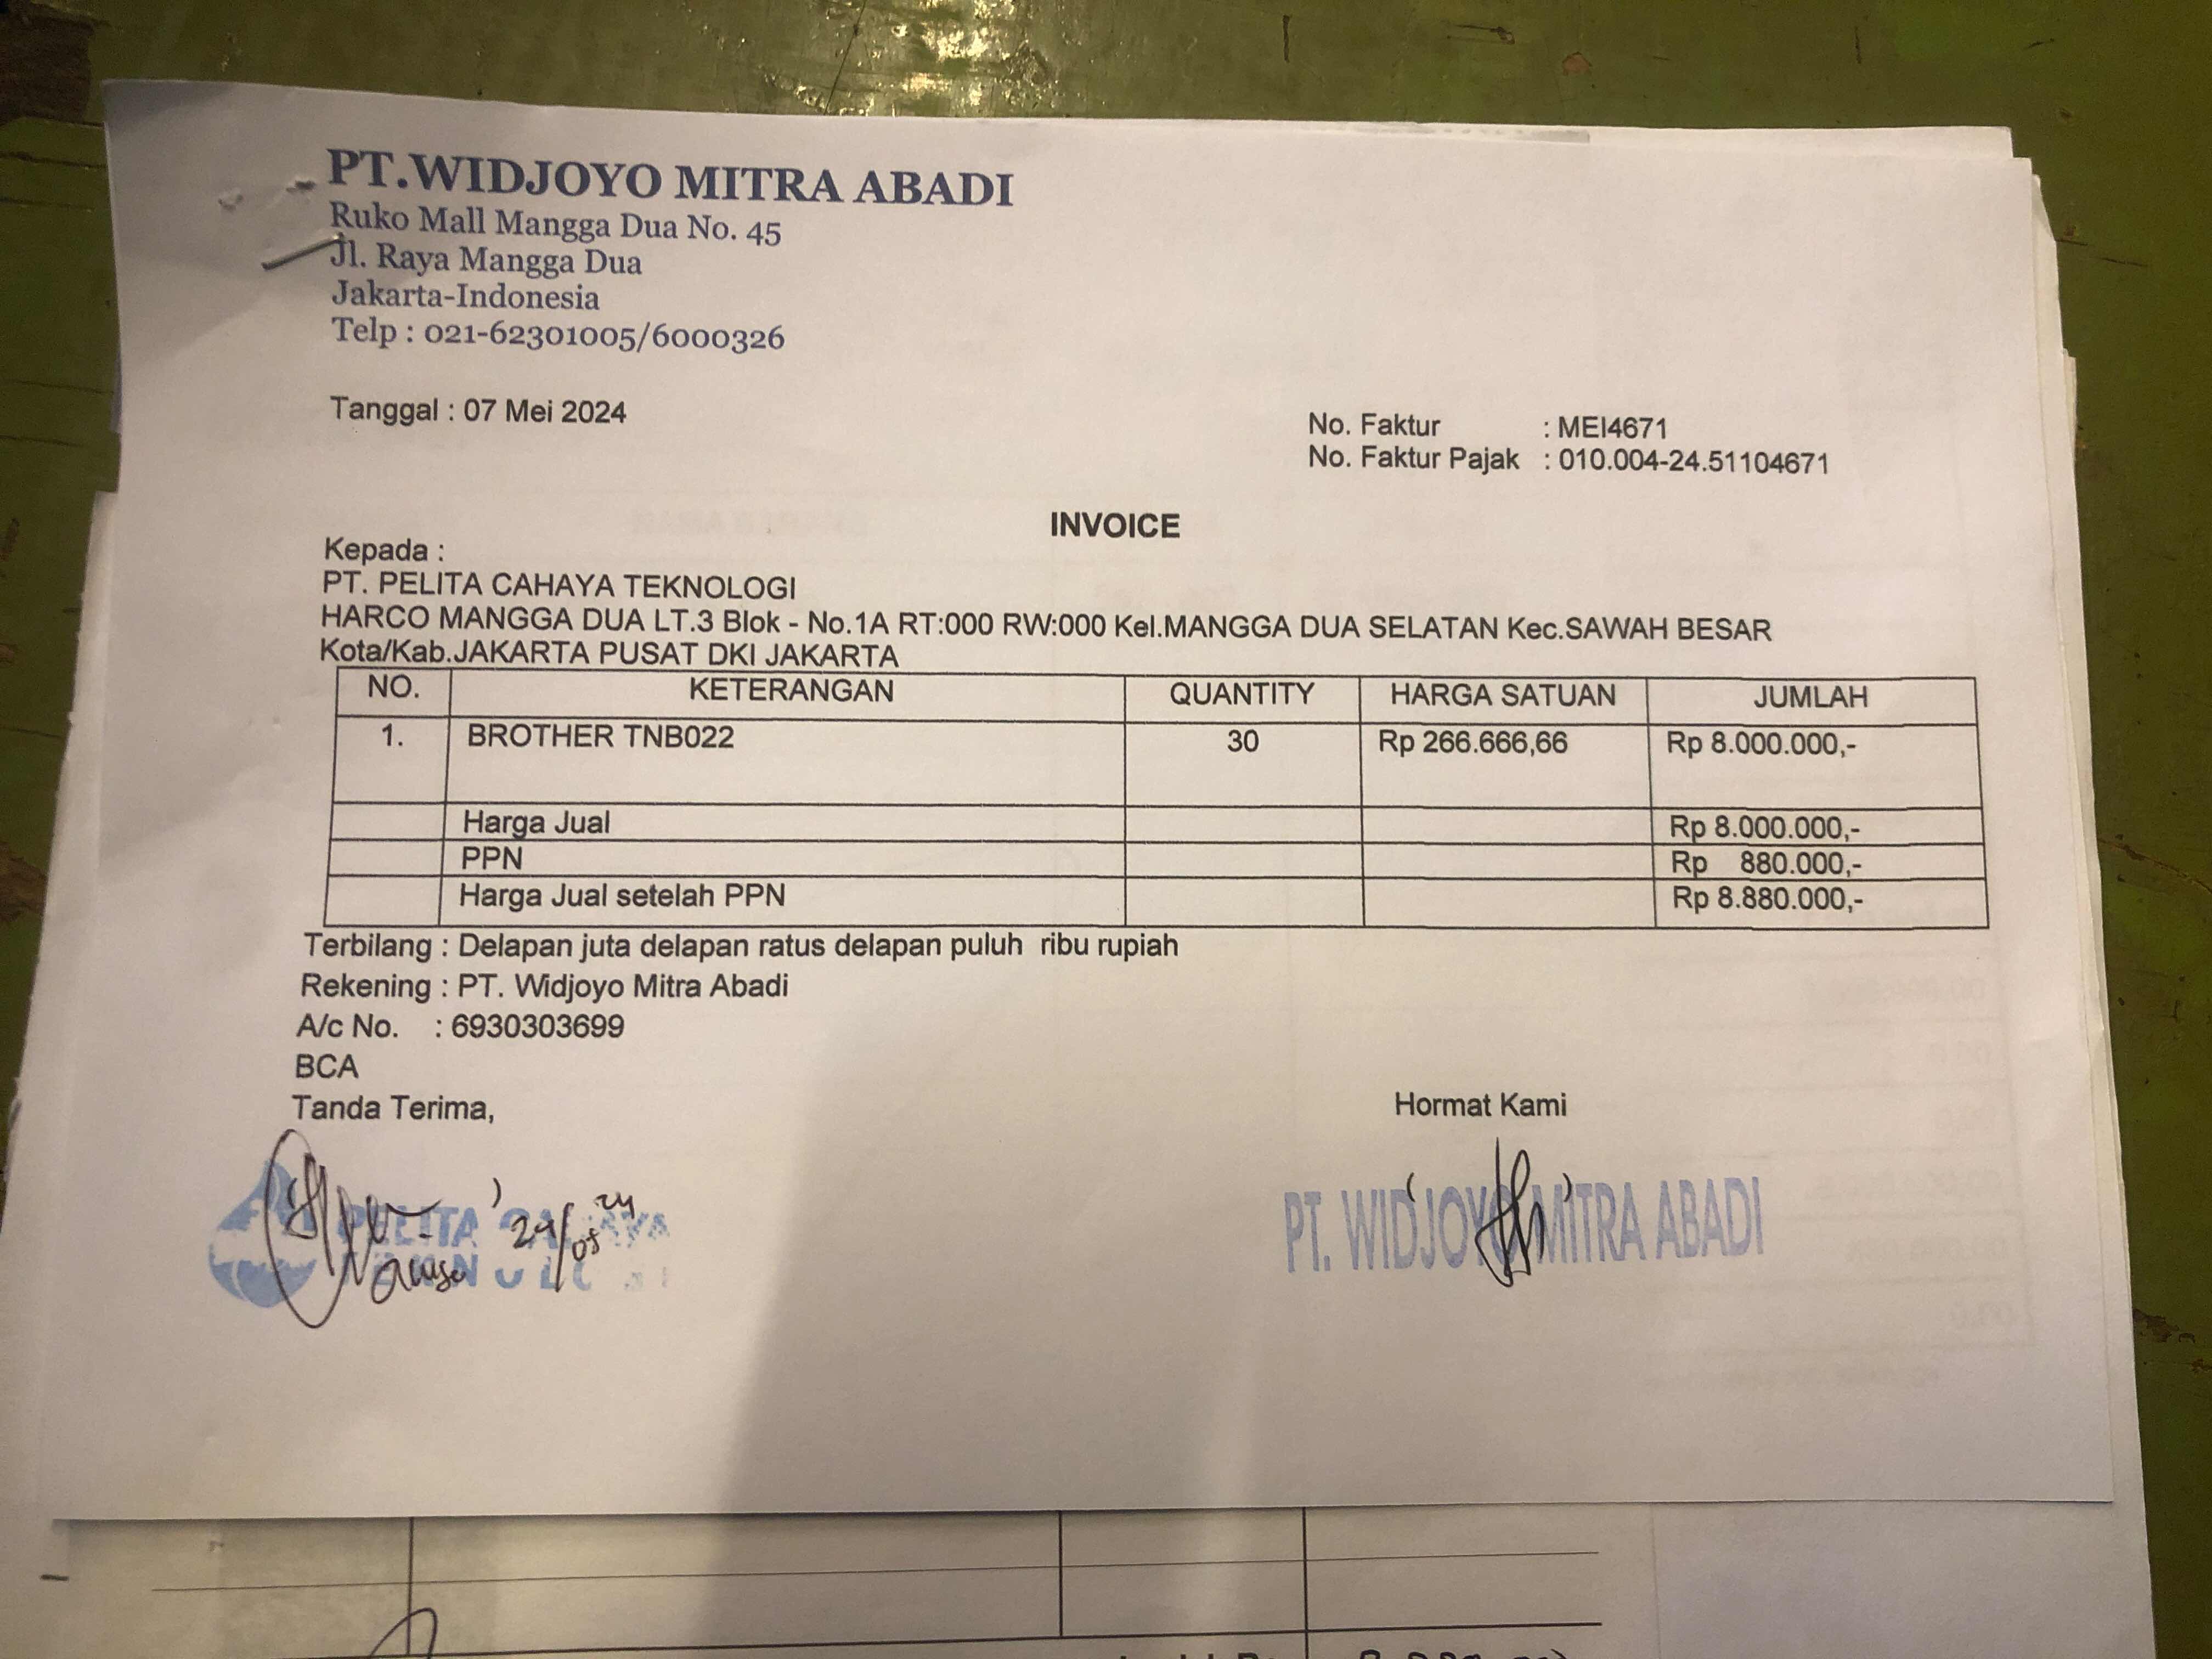 PT.WIDJOYO MITRA ABADI
Ruko Mall Mangga Dua No. 45
Jl. Raya Mangga Dua
Jakarta-Indonesia
Telp : 021-62301005/6000326
Tanggal : 07 Mei 2024
No. Faktur : MEI4671
No. Faktur Pajak : 010.004-24.51104671
INVOICE
Kepada :
PT. PELITA CAHAYA TEKNOLOGI
HARCO MANGGA DUA LT.3 Blok - No.1A RT:000 RW:000 Kel.MANGGA DUA SELATAN Kec.SAWAH BESAR
Kota/Kab.JAKARTA PUSAT DKI JAKARTA
NO. KETERANGAN QUANTITY HARGA SATUAN JUMLAH
1. BROTHER TNB022 30 Rp 266.666,66 Rp 8.000.000,-
Harga Jual Rp 8.000.000,-
PPN Rp 880.000,-
Harga Jual setelah PPN Rp 8.880.000,-
Terbilang : Delapan juta delapan ratus delapan puluh ribu rupiah
Rekening : PT. Widjoyo Mitra Abadi
A/c No. : 6930303699
BCA
Tanda Terima,
Hormat Kami
PELITA CAHAYA
29/05 24
PT. WIDJOYO MITRA ABADI